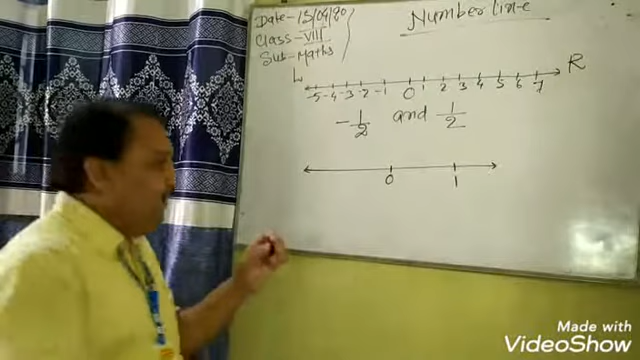 Date - 15/09/20
Class - VIII
Sub - Maths
Number line
L R
-5 -4 -3 -2 -1 0 1 2 3 4 5 6 7
-1/2 and 1/2
0 1
Made with
VideoShow